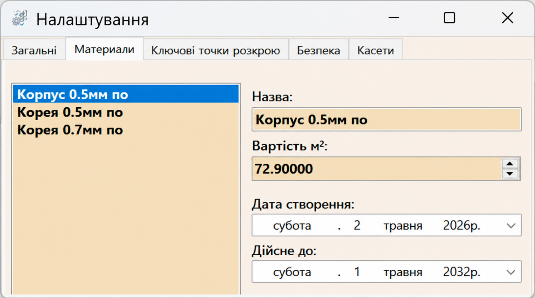 Налаштування
Загальні Материали Ключові точки розкрою Безпека Касети
Корпус 0.5мм по
Корея 0.5мм по
Корея 0.7мм по
Назва:
Корпус 0.5мм по
Вартість м²:
72.90000
Дата створення:
субота . 2 травня 2026р.
Дійсне до:
субота . 1 травня 2032р.